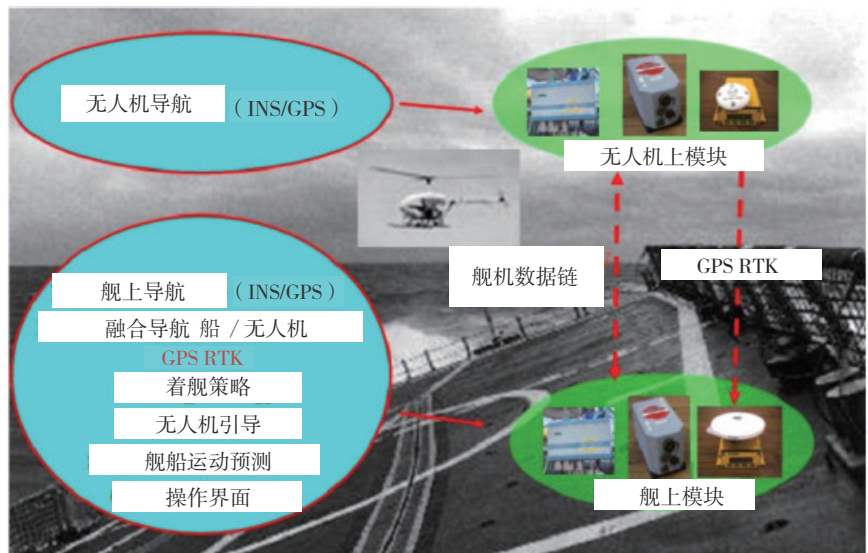 无人机导航 (INS/GPS)
无人机上模块
舰机数据链
GPS RTK
舰上导航 (INS/GPS)
融合导航 船 / 无人机
GPS RTK
着舰策略
无人机引导
舰船运动预测
操作界面
舰上模块